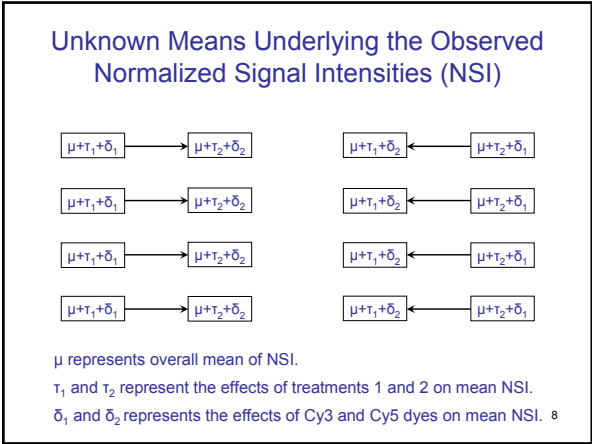 Unknown Means Underlying the Observed
Normalized Signal Intensities (NSI)
μ+τ₁+δ₁ μ+τ₂+δ₂ μ+τ₁+δ₂ μ+τ₂+δ₁
μ+τ₁+δ₁ μ+τ₂+δ₂ μ+τ₁+δ₂ μ+τ₂+δ₁
μ+τ₁+δ₁ μ+τ₂+δ₂ μ+τ₁+δ₂ μ+τ₂+δ₁
μ+τ₁+δ₁ μ+τ₂+δ₂ μ+τ₁+δ₂ μ+τ₂+δ₁
μ represents overall mean of NSI.
τ₁ and τ₂ represent the effects of treatments 1 and 2 on mean NSI.
δ₁ and δ₂ represents the effects of Cy3 and Cy5 dyes on mean NSI. 8